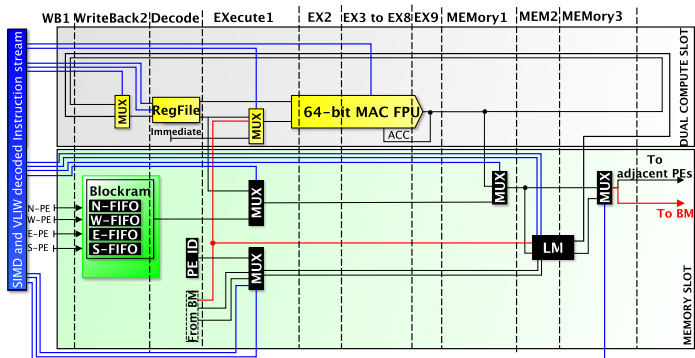 WB1 WriteBack2 Decode EXecute1 EX2 EX3 to EX8 EX9 MEMory1 MEM2 MEMory3
SIMD and VLIW decoded Instruction stream
DUAL COMPUTE SLOT
MUX
RegFile
Immediate
MUX
64-bit MAC FPU
ACC
Blockram
N-FIFO
W-FIFO
E-FIFO
S-FIFO
N-PE
W-PE
E-PE
S-PE
MUX
MUX
MUX
To
adjacent PEs
To BM
PE ID
MUX
LM
From BM
MEMORY SLOT